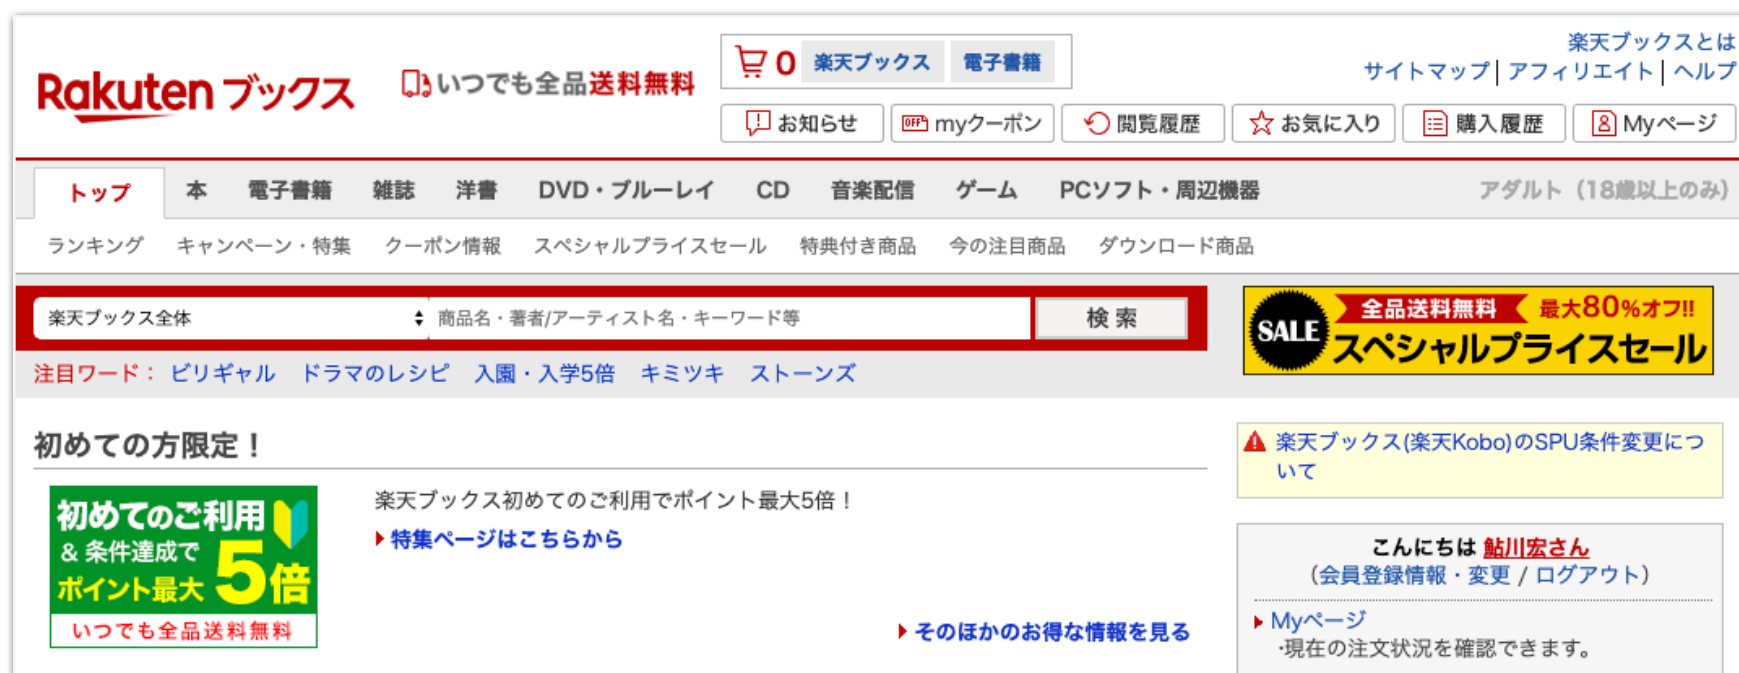 楽天ブックスとは
サイトマップ | アフィリエイト | ヘルプ
Rakuten ブックス
いつでも全品送料無料
0 楽天ブックス 電子書籍
お知らせ OFF myクーポン 閲覧履歴 お気に入り 購入履歴 Myページ
トップ 本 電子書籍 雑誌 洋書 DVD・ブルーレイ CD 音楽配信 ゲーム PCソフト・周辺機器 アダルト（18歳以上のみ）
ランキング キャンペーン・特集 クーポン情報 スペシャルプライスセール 特典付き商品 今の注目商品 ダウンロード商品
楽天ブックス全体 商品名・著者/アーティスト名・キーワード等 検索
注目ワード： ビリギャル ドラマのレシピ 入園・入学5倍 キミツキ ストーンズ
SALE 全品送料無料 最大80%オフ!!
スペシャルプライスセール
初めての方限定！
初めてのご利用
& 条件達成で
ポイント最大 5倍
いつでも全品送料無料
楽天ブックス初めてのご利用でポイント最大5倍！
特集ページはこちらから
そのほかのお得な情報を見る
楽天ブックス(楽天Kobo)のSPU条件変更につ
いて
こんにちは 鮎川宏さん
（会員登録情報・変更 / ログアウト）
Myページ
･現在の注文状況を確認できます。